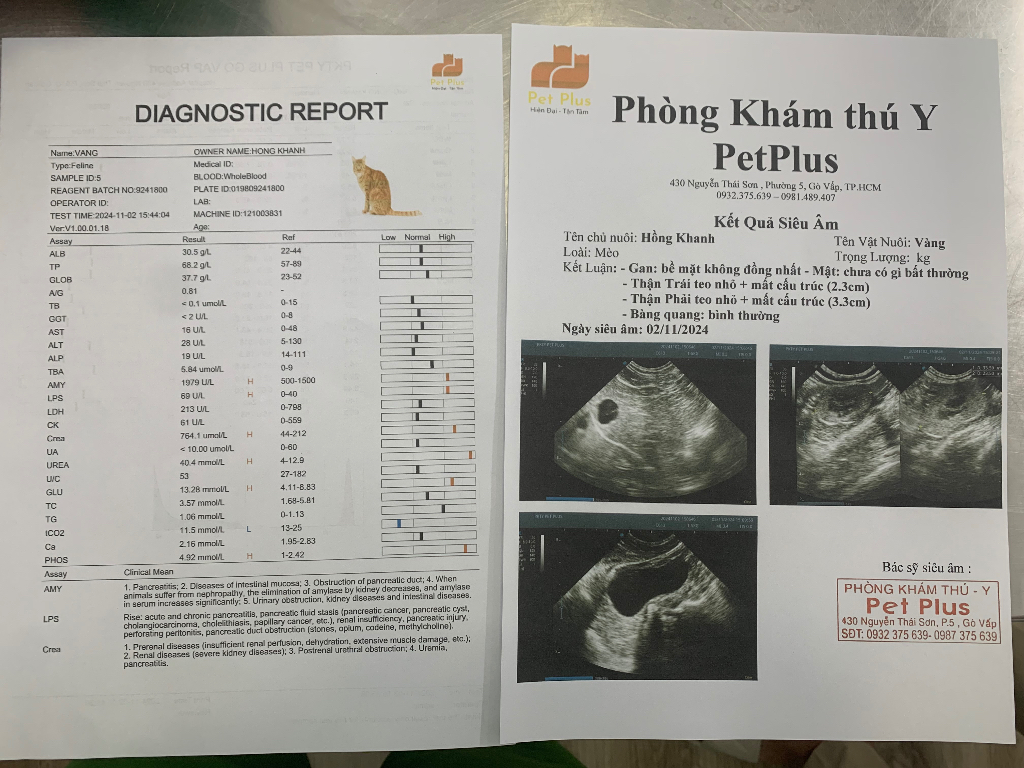 Pet Plus
Hiện Đại - Tận Tâm
DIAGNOSTIC REPORT
Name:VANG OWNER NAME:HONG KHANH
Type:Feline Medical ID:
SAMPLE ID:5 BLOOD:WholeBlood
REAGENT BATCH NO:9241800 PLATE ID:019809241800
OPERATOR ID: LAB:
TEST TIME:2024-11-02 15:44:04 MACHINE ID:121003831
Ver:V1.00.01.18 Age:
Assay Result Ref Low Normal High
ALB 30.5 g/L 22-44
TP 68.2 g/L 57-89
GLOB 37.7 g/L 23-52
A/G 0.81 -
TB < 0.1 umol/L 0-15
GGT < 2 U/L 0-8
AST 16 U/L 0-48
ALT 28 U/L 5-130
ALP 19 U/L 14-111
TBA 5.84 umol/L 0-9
AMY 1979 U/L H 500-1500
LPS 69 U/L H 0-40
LDH 213 U/L 0-798
CK 61 U/L 0-559
Crea 764.1 umol/L H 44-212
UA < 10.00 umol/L 0-60
UREA 40.4 mmol/L H 4-12.9
U/C 53 27-182
GLU 13.28 mmol/L H 4.11-8.83
TC 3.57 mmol/L 1.68-5.81
TG 1.06 mmol/L 0-1.13
tCO2 11.5 mmol/L L 13-25
Ca 2.16 mmol/L 1.95-2.83
PHOS 4.92 mmol/L H 1-2.42
Assay Clinical Mean
AMY 1. Pancreatitis; 2. Diseases of intestinal mucosa; 3. Obstruction of pancreatic duct; 4. When
animals suffer from nephropathy, the elimination of amylase by kidney decreases, and amylase
in serum increases significantly; 5. Urinary obstruction, kidney diseases and intestinal diseases.
LPS Rise: acute and chronic pancreatitis, pancreatic fluid stasis (pancreatic cancer, pancreatic cyst,
cholangiocarcinoma, cholelithiasis, papillary cancer, etc.), renal insufficiency, pancreatic injury,
perforating peritonitis, pancreatic duct obstruction (stones, opium, codeine, methylcholine).
Crea 1. Prerenal diseases (insufficient renal perfusion, dehydration, extensive muscle damage, etc.);
2. Renal diseases (severe kidney diseases); 3. Postrenal urethral obstruction; 4. Uremia,
pancreatitis.
Pet Plus
Hiện Đại - Tận Tâm
Phòng Khám thú Y
PetPlus
430 Nguyễn Thái Sơn , Phường 5, Gò Vấp, TP.HCM
0932.375.639 – 0981.489.407
Kết Quả Siêu Âm
Tên chủ nuôi: Hồng Khanh Tên Vật Nuôi: Vàng
Loài: Mèo Trọng Lượng: kg
Kết Luận: - Gan: bề mặt không đồng nhất - Mật: chưa có gì bất thường
- Thận Trái teo nhỏ + mất cấu trúc (2.3cm)
- Thận Phải teo nhỏ + mất cấu trúc (3.3cm)
- Bàng quang: bình thường
Ngày siêu âm: 02/11/2024
Bác sỹ siêu âm :
PHÒNG KHÁM THÚ - Y
Pet Plus
430 Nguyễn Thái Sơn, P.5 , Gò Vấp
SĐT: 0932 375 639- 0987 375 639